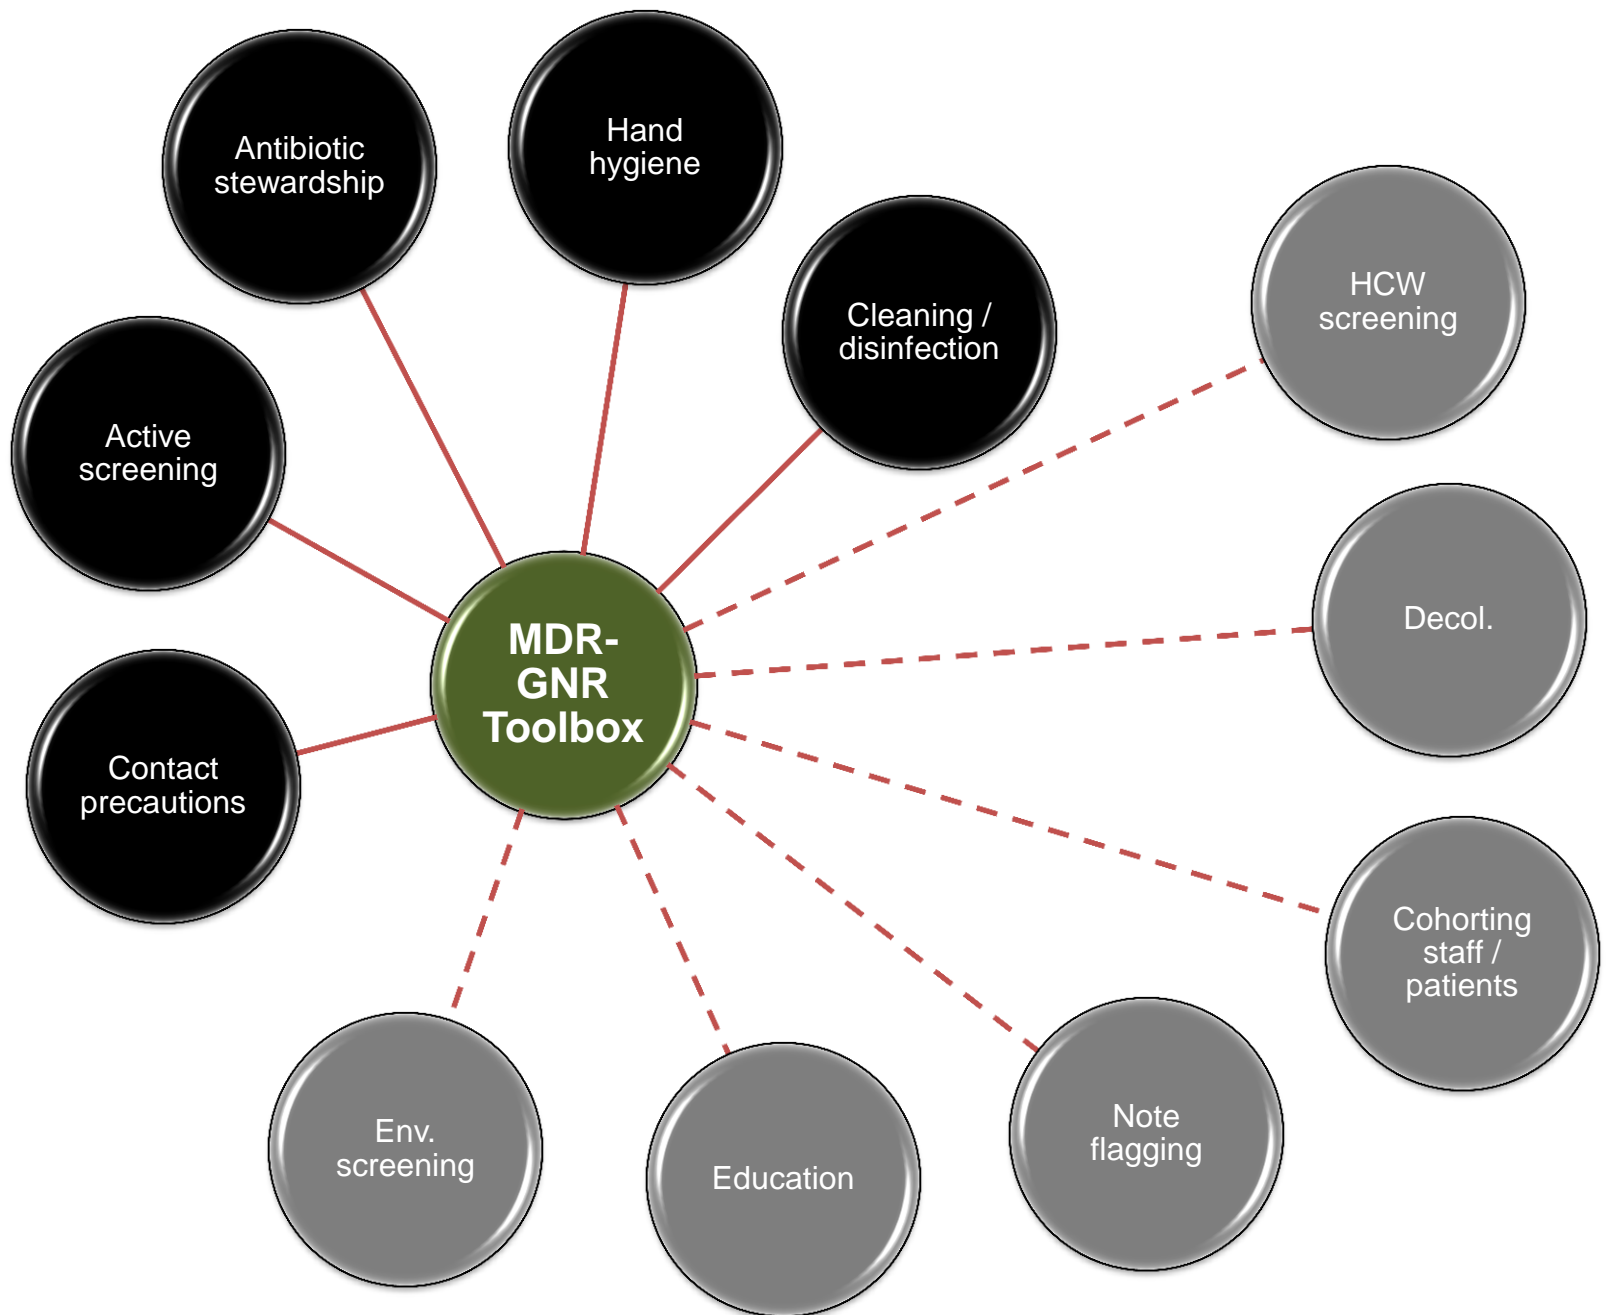 Antibiotic
stewardship
Hand
hygiene
Cleaning /
disinfection
HCW
screening
Active
screening
Decol.
MDR-
GNR
Toolbox
Contact
precautions
Cohorting
staff /
patients
Env.
screening
Education
Note
flagging